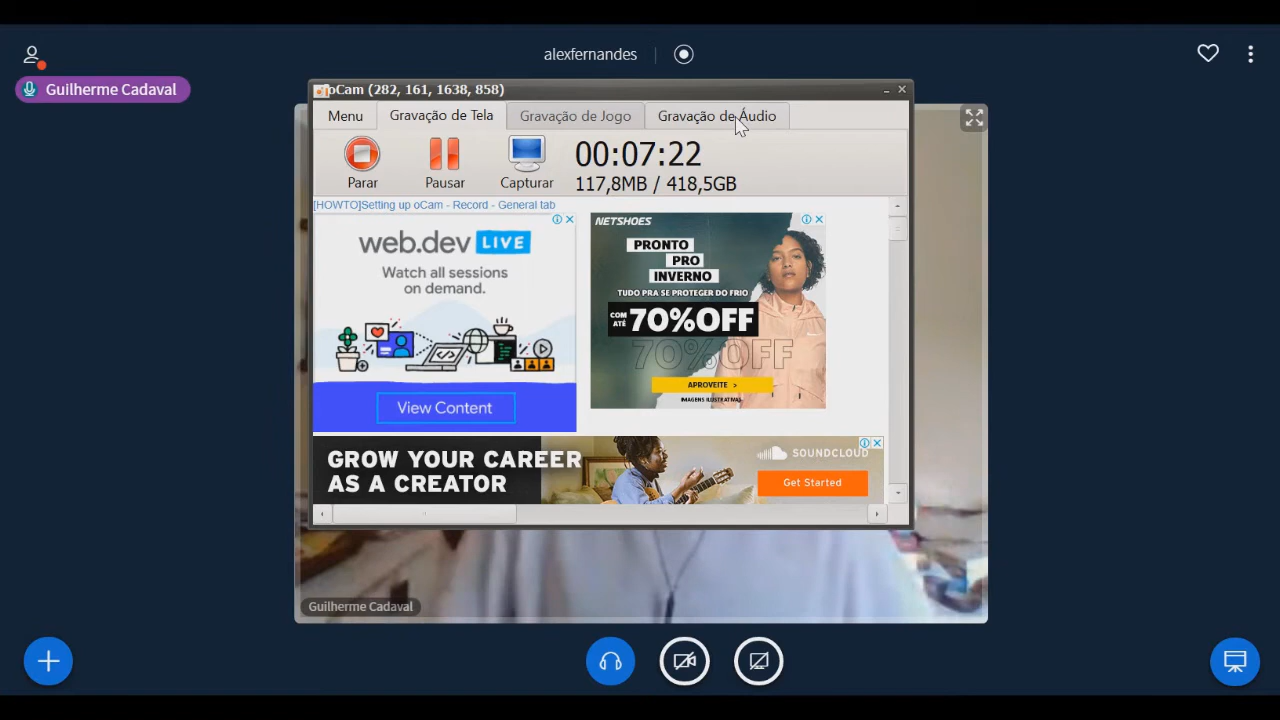 alexfernandes
Guilherme Cadaval
oCam (282, 161, 1638, 858)
Menu
Gravação de Tela
Gravação de Jogo
Gravação de Áudio
00:07:22
117,8MB / 418,5GB
Parar
Pausar
Capturar
[HOWTO]Setting up oCam - Record - General tab
web.dev LIVE
Watch all sessions
on demand.
View Content
NETSHOES
PRONTO
PRO
INVERNO
TUDO PRA SE PROTEGER DO FRIO
COM ATÉ 70%OFF
70%OFF
APROVEITE >
IMAGENS ILUSTRATIVAS
GROW YOUR CAREER
AS A CREATOR
SOUNDCLOUD
Get Started
Guilherme Cadaval